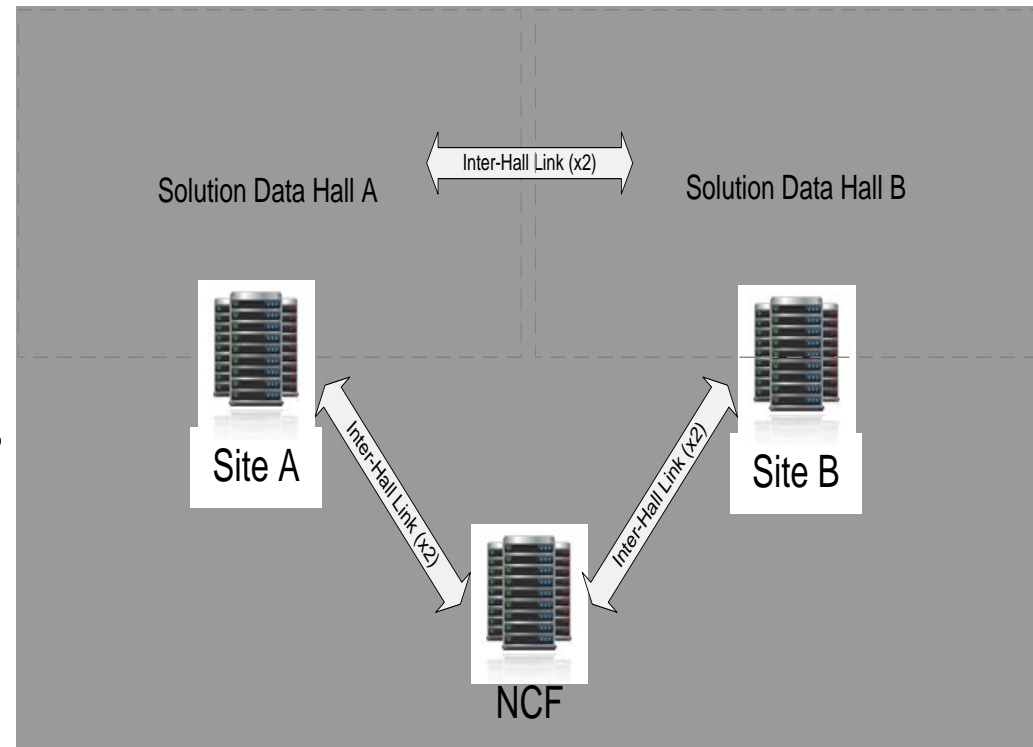 Inter-Hall Link (x2)
Solution Data Hall A
Solution Data Hall B
Site A
Site B
Inter-Hall Link (x2)
Inter-Hall Link (x2)
NCF